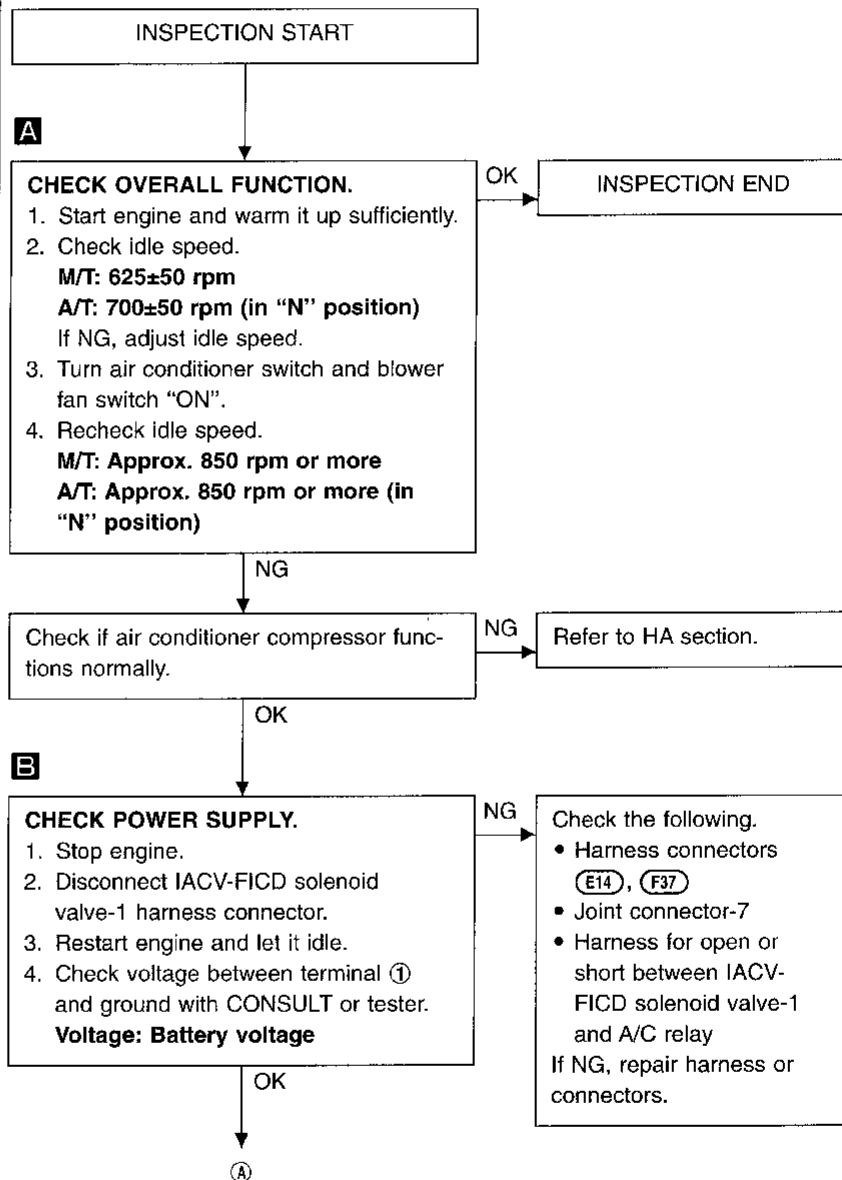 INSPECTION START
A
CHECK OVERALL FUNCTION.
1. Start engine and warm it up sufficiently.
2. Check idle speed.
M/T: 625±50 rpm
A/T: 700±50 rpm (in “N” position)
If NG, adjust idle speed.
3. Turn air conditioner switch and blower
fan switch “ON”.
4. Recheck idle speed.
M/T: Approx. 850 rpm or more
A/T: Approx. 850 rpm or more (in
“N” position)
OK
INSPECTION END
NG
Check if air conditioner compressor func-
tions normally.
NG
Refer to HA section.
OK
B
CHECK POWER SUPPLY.
1. Stop engine.
2. Disconnect IACV-FICD solenoid
valve-1 harness connector.
3. Restart engine and let it idle.
4. Check voltage between terminal ①
and ground with CONSULT or tester.
Voltage: Battery voltage
NG
Check the following.
• Harness connectors
E14, F37
• Joint connector-7
• Harness for open or
short between IACV-
FICD solenoid valve-1
and A/C relay
If NG, repair harness or
connectors.
OK
Ⓐ